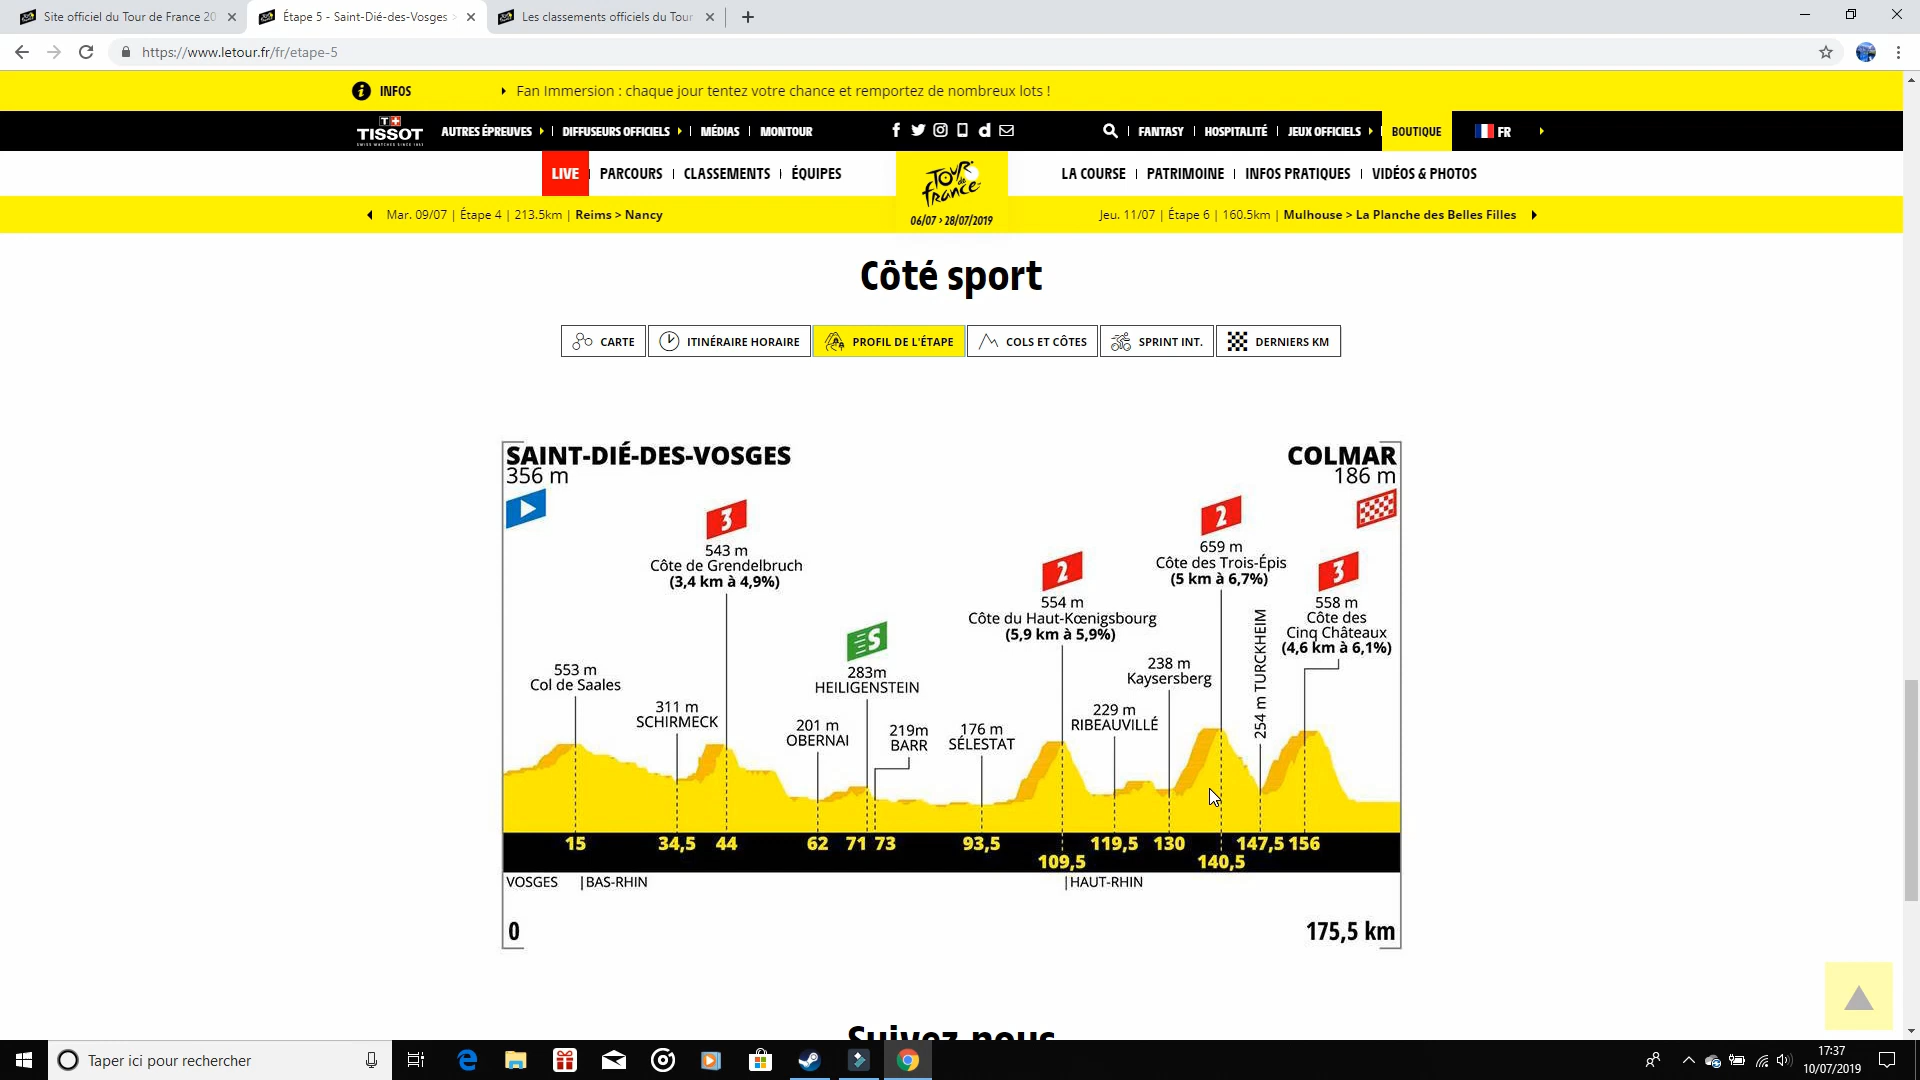 Site officiel du Tour de France 20
Étape 5 - Saint-Dié-des-Vosges >
Les classements officiels du Tour
https://www.letour.fr/fr/etape-5
INFOS
Fan Immersion : chaque jour tentez votre chance et remportez de nombreux lots !
TISSOT
AUTRES ÉPREUVES
DIFFUSEURS OFFICIELS
MÉDIAS
MONTOUR
FANTASY
HOSPITALITÉ
JEUX OFFICIELS
BOUTIQUE
FR
LIVE
PARCOURS
CLASSEMENTS
ÉQUIPES
TOUR de france
06/07 > 28/07/2019
LA COURSE
PATRIMOINE
INFOS PRATIQUES
VIDÉOS & PHOTOS
Mar. 09/07 | Étape 4 | 213.5km | Reims > Nancy
Jeu. 11/07 | Étape 6 | 160.5km | Mulhouse > La Planche des Belles Filles
Côté sport
CARTE
ITINÉRAIRE HORAIRE
PROFIL DE L'ÉTAPE
COLS ET CÔTES
SPRINT INT.
DERNIERS KM
SAINT-DIÉ-DES-VOSGES
356 m
COLMAR
186 m
553 m
Col de Saales
311 m
SCHIRMECK
3
543 m
Côte de Grendelbruch
(3,4 km à 4,9%)
201 m
OBERNAI
S
283m
HEILIGENSTEIN
219m
BARR
176 m
SÉLESTAT
2
554 m
Côte du Haut-Kœnigsbourg
(5,9 km à 5,9%)
229 m
RIBEAUVILLÉ
238 m
Kaysersberg
2
659 m
Côte des Trois-Épis
(5 km à 6,7%)
254 m TURCKHEIM
3
558 m
Côte des
Cinq Châteaux
(4,6 km à 6,1%)
15
34,5
44
62
71
73
93,5
109,5
119,5
130
140,5
147,5
156
VOSGES
|BAS-RHIN
|HAUT-RHIN
0
175,5 km
Suivez-nous
Taper ici pour rechercher
17:37
10/07/2019